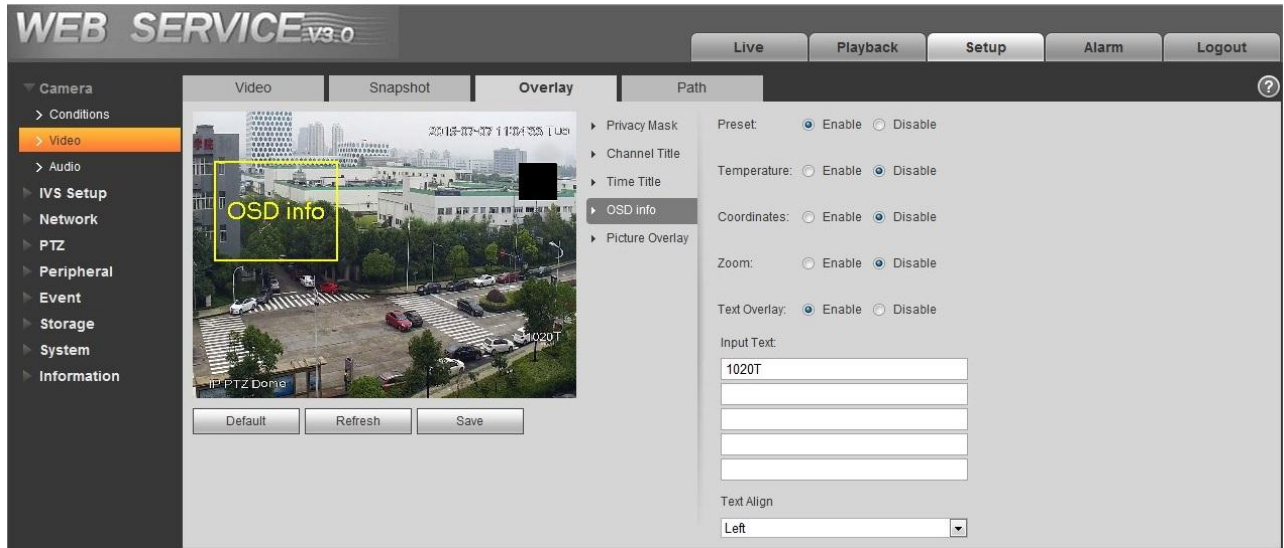 WEB SERVICE V3.0
Live Playback Setup Alarm Logout
Camera
Conditions
Video
Audio
IVS Setup
Network
PTZ
Peripheral
Event
Storage
System
Information
Video Snapshot Overlay Path
OSD info
1020T
IP PTZ Dome
Default Refresh Save
Privacy Mask
Channel Title
Time Title
OSD info
Picture Overlay
Preset: Enable Disable
Temperature: Enable Disable
Coordinates: Enable Disable
Zoom: Enable Disable
Text Overlay: Enable Disable
Input Text:
1020T
Text Align
Left